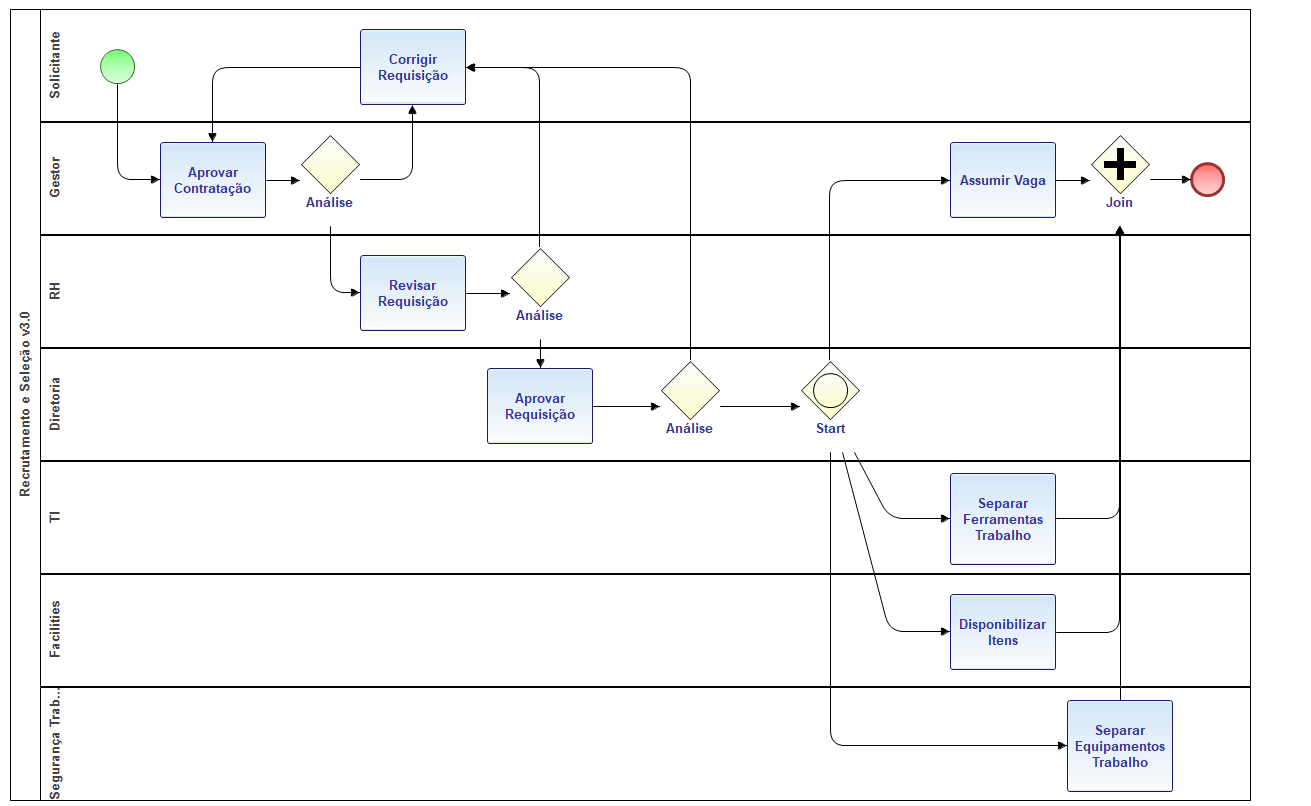 Recrutamento e Seleção v3.0
Solicitante
Corrigir
Requisição
Gestor
Aprovar
Contratação
Análise
Assumir Vaga
Join
RH
Revisar
Requisição
Análise
Diretoria
Aprovar
Requisição
Análise
Start
TI
Separar
Ferramentas
Trabalho
Facilities
Disponibilizar
Itens
Segurança Trab...
Separar
Equipamentos
Trabalho